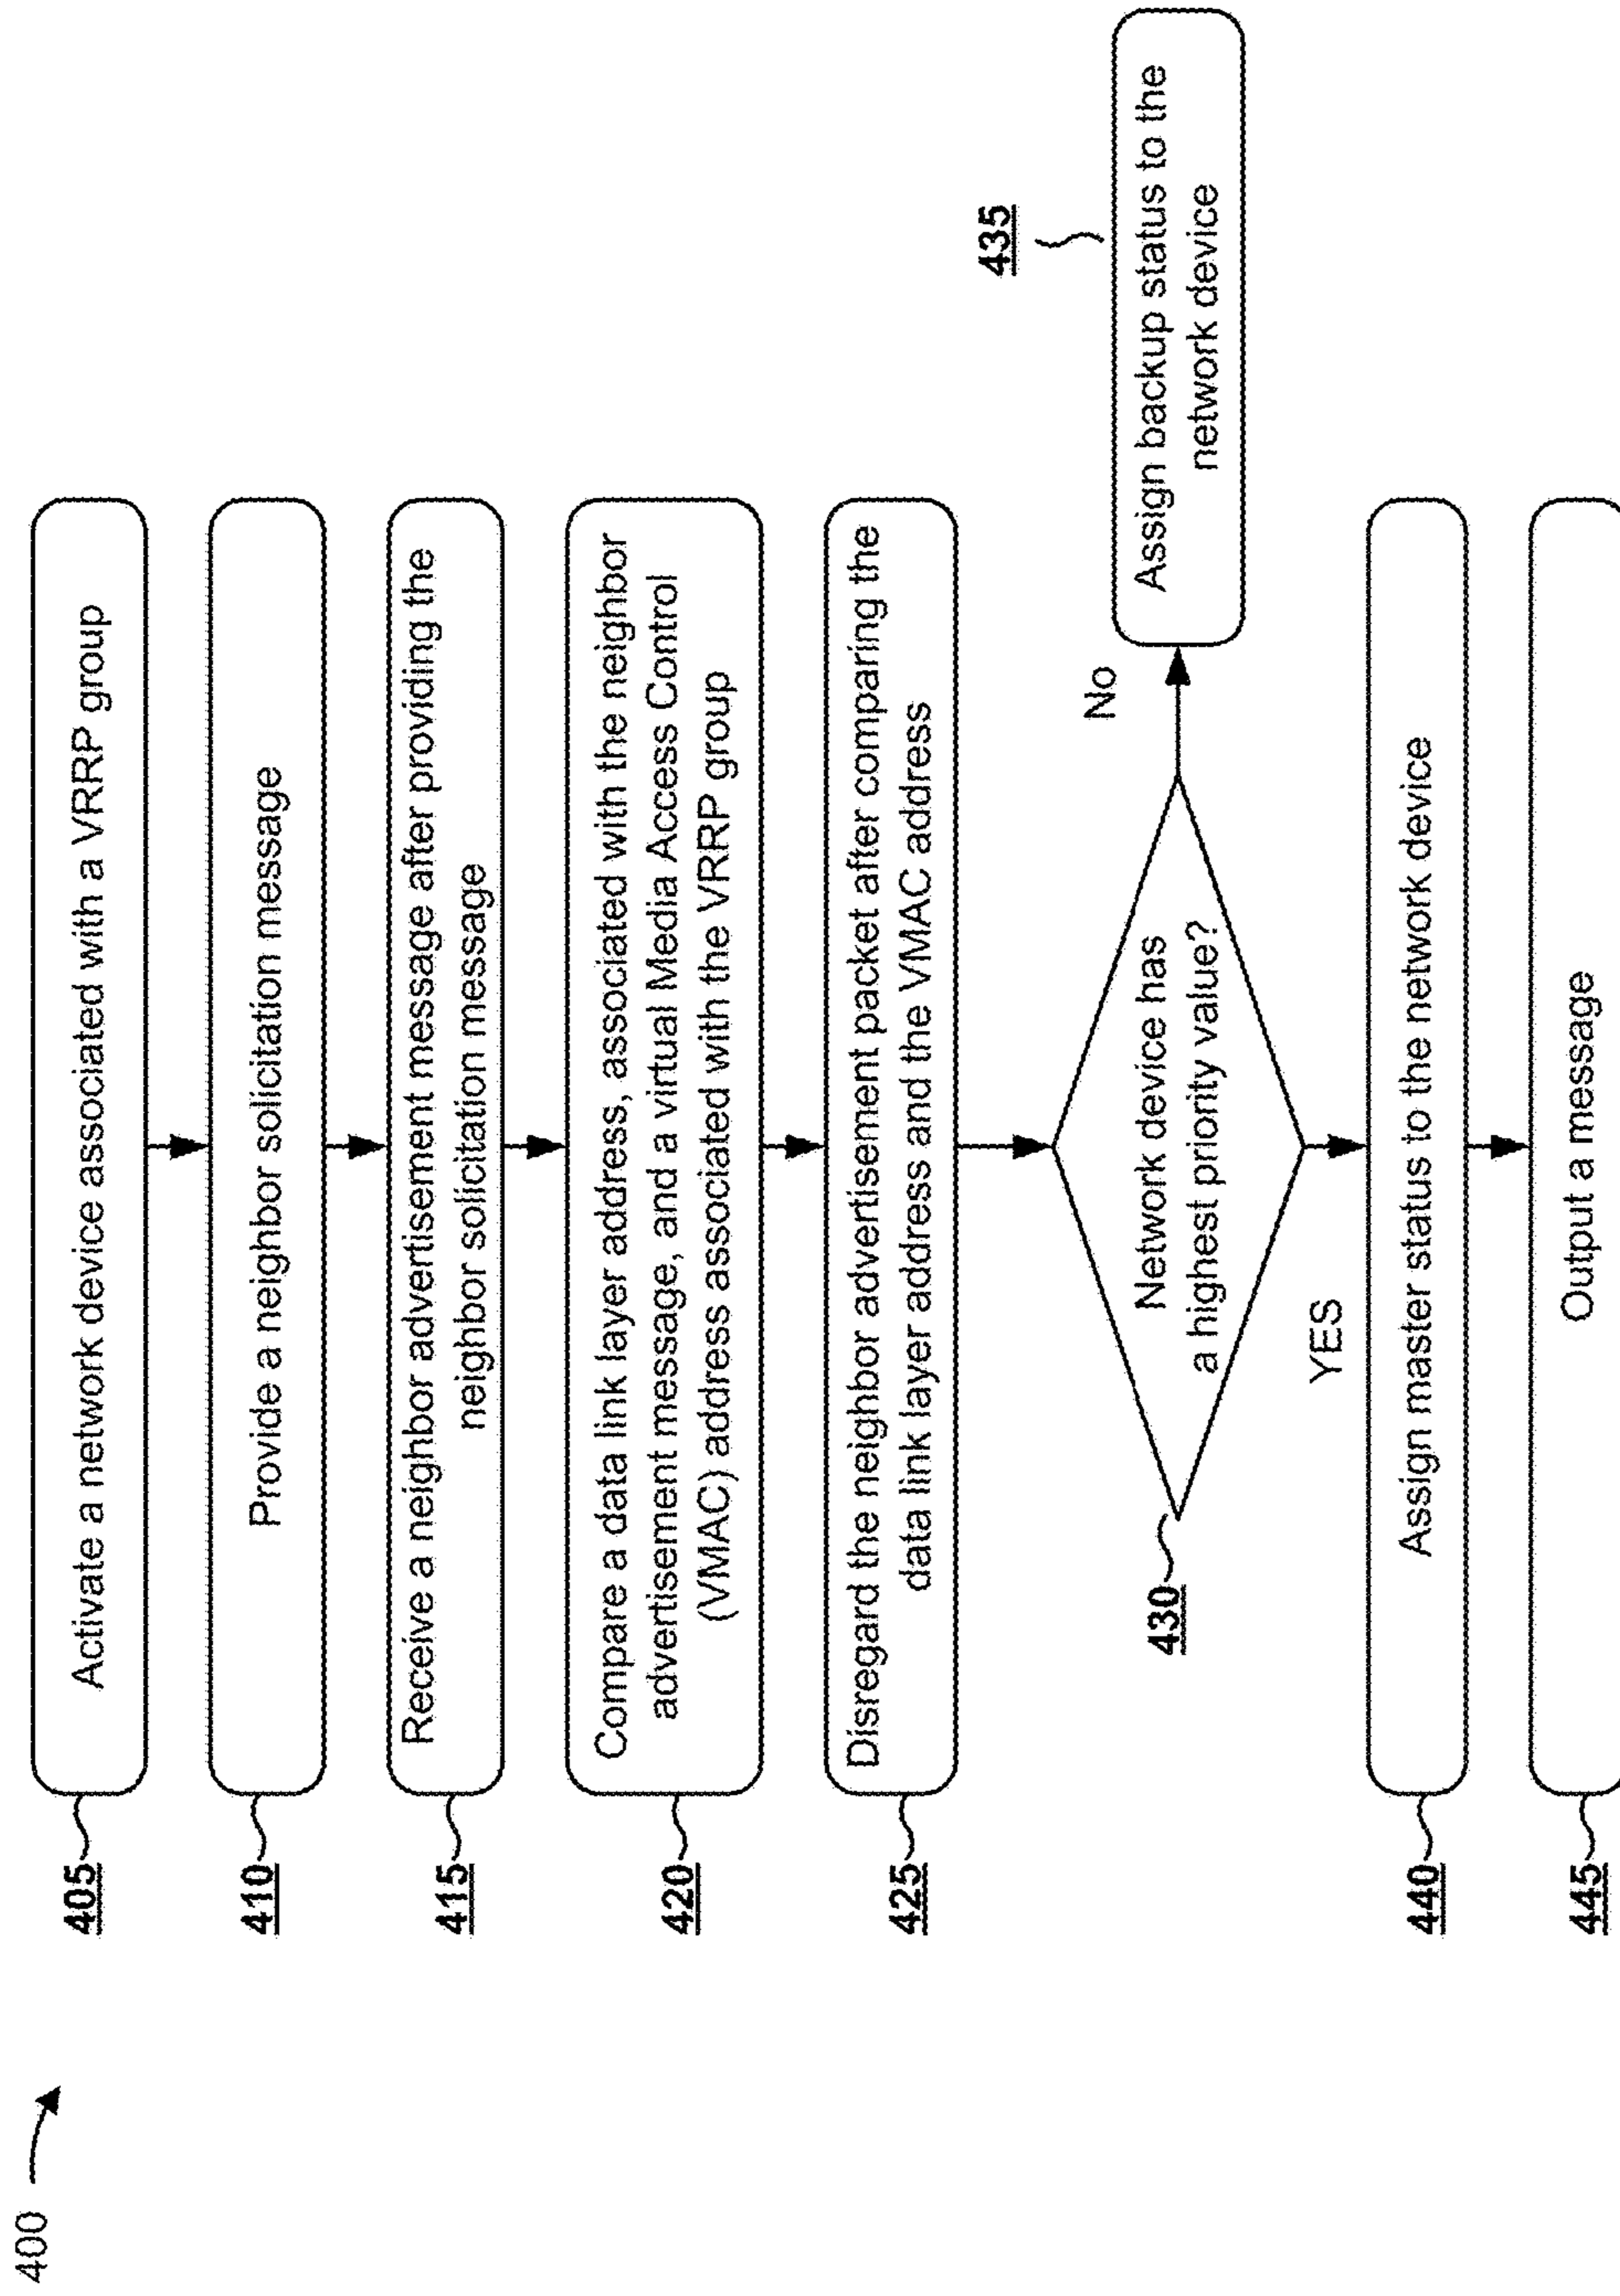 400
405
Activate a network device associated with a VRRP group
410
Provide a neighbor solicitation message
415
Receive a neighbor advertisement message after providing the
neighbor solicitation message
420
Compare a data link layer address, associated with the neighbor
advertisement message, and a virtual Media Access Control
(VMAC) address associated with the VRRP group
425
Disregard the neighbor advertisement packet after comparing the
data link layer address and the VMAC address
430
Network device has
a highest priority value?
No
435
Assign backup status to the
network device
YES
440
Assign master status to the network device
445
Output a message